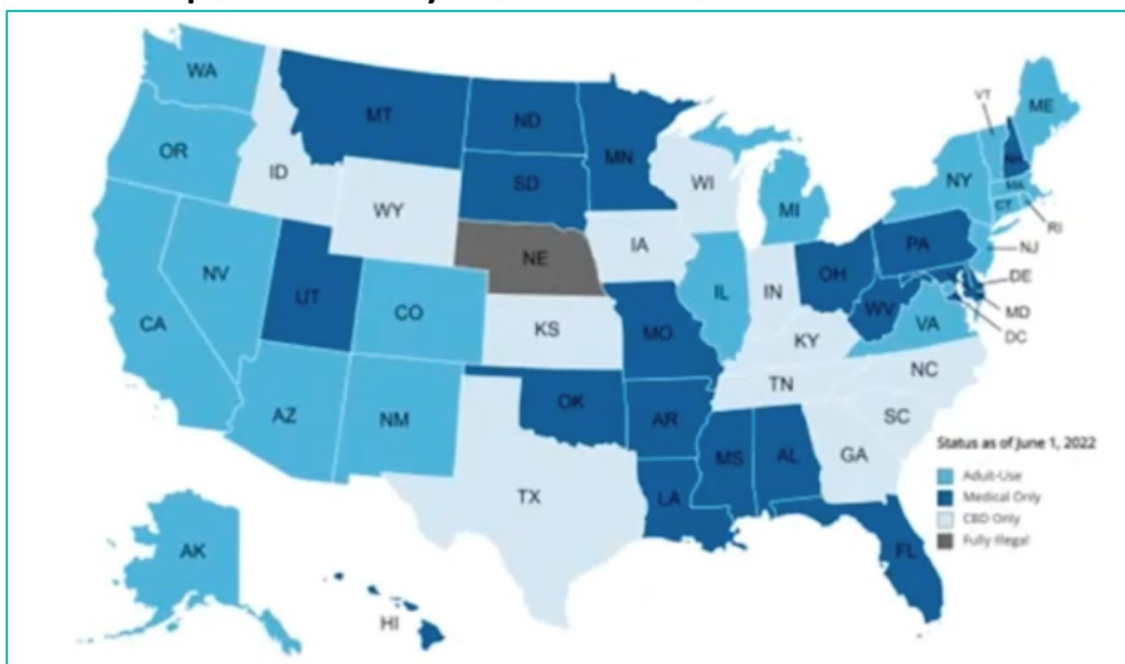 WA
MT
ND
MN
VT
ME
OR
ID
SD
WI
NH
WY
MI
NY
MA
CT
RI
NE
IA
PA
NJ
NV
UT
CO
IL
IN
OH
DE
WV
MD
CA
KS
MO
KY
VA
DC
AZ
NM
OK
AR
TN
NC
SC
MS
AL
GA
TX
LA
Status as of June 1, 2022
Adult-Use
Medical Only
CBD Only
Fully Illegal
AK
FL
HI